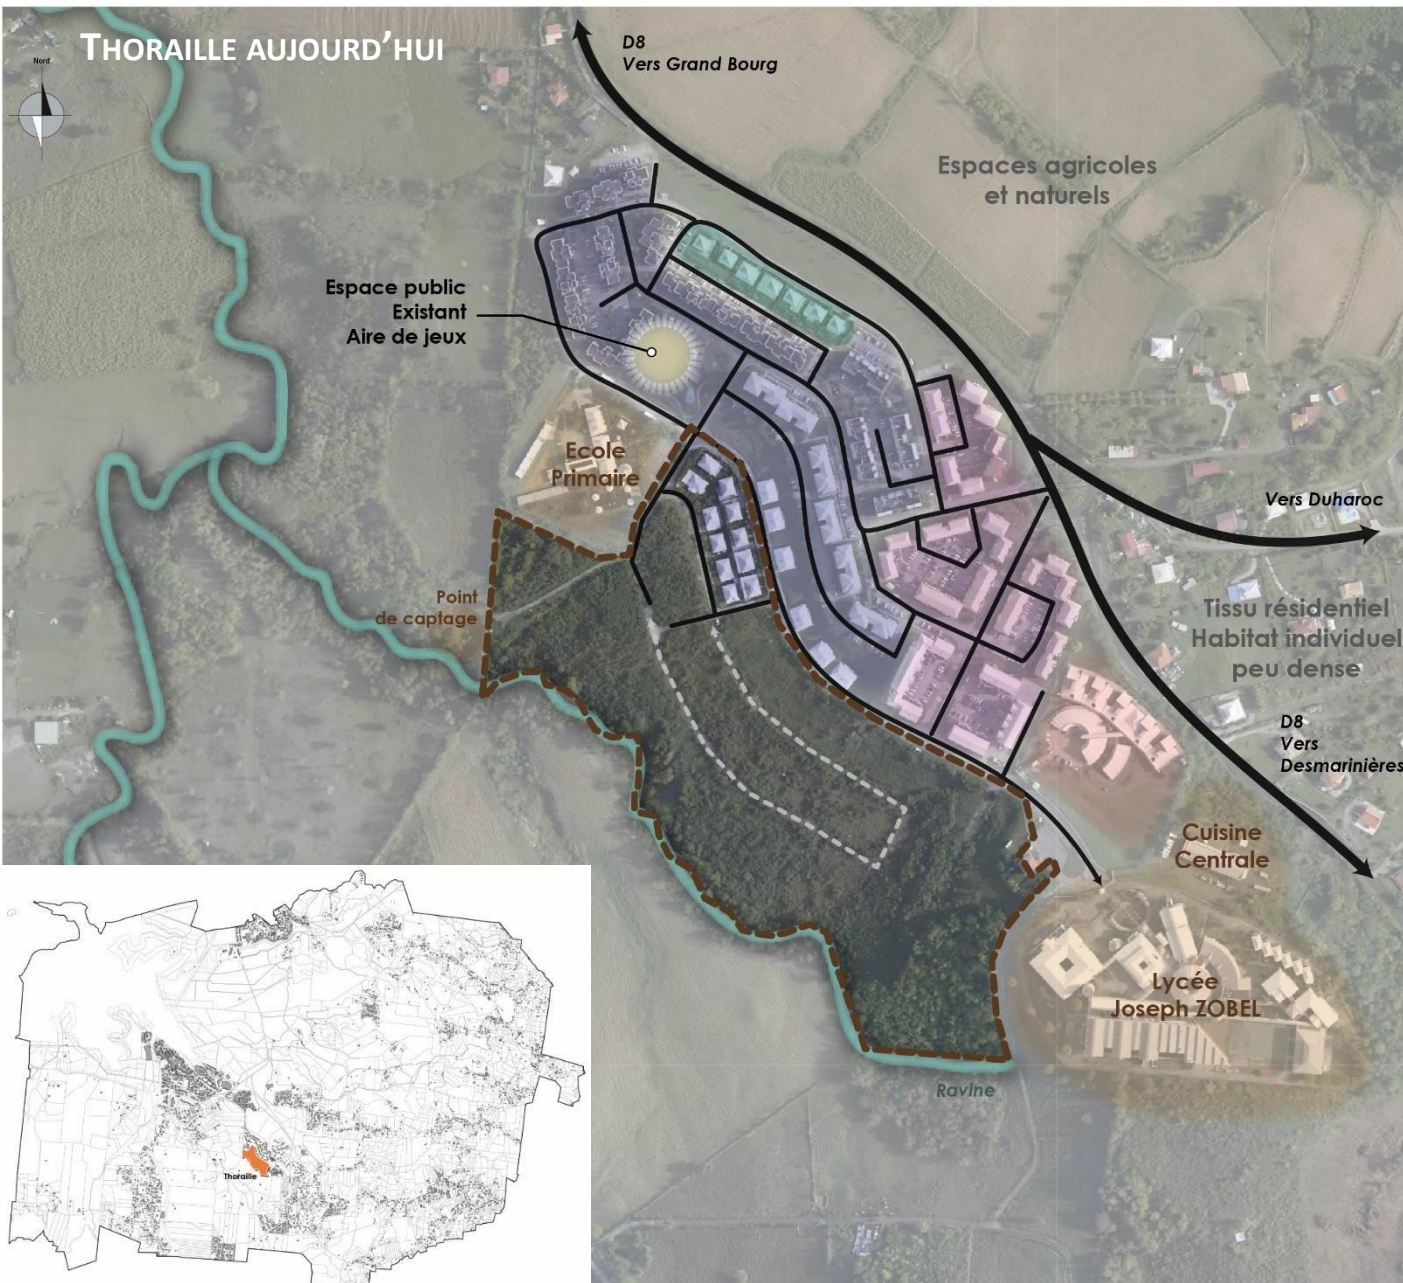 THORAILLE AUJOURD'HUI
Nord
D8
Vers Grand Bourg
Espaces agricoles
et naturels
Espace public
Existant
Aire de jeux
Ecole
Primaire
Vers Duharoc
Point
de captage
Tissu résidentiel
Habitat individuel
peu dense
D8
Vers
Desmarinières
Cuisine
Centrale
Lycée
Joseph ZOBEL
Ravine
Thoraille